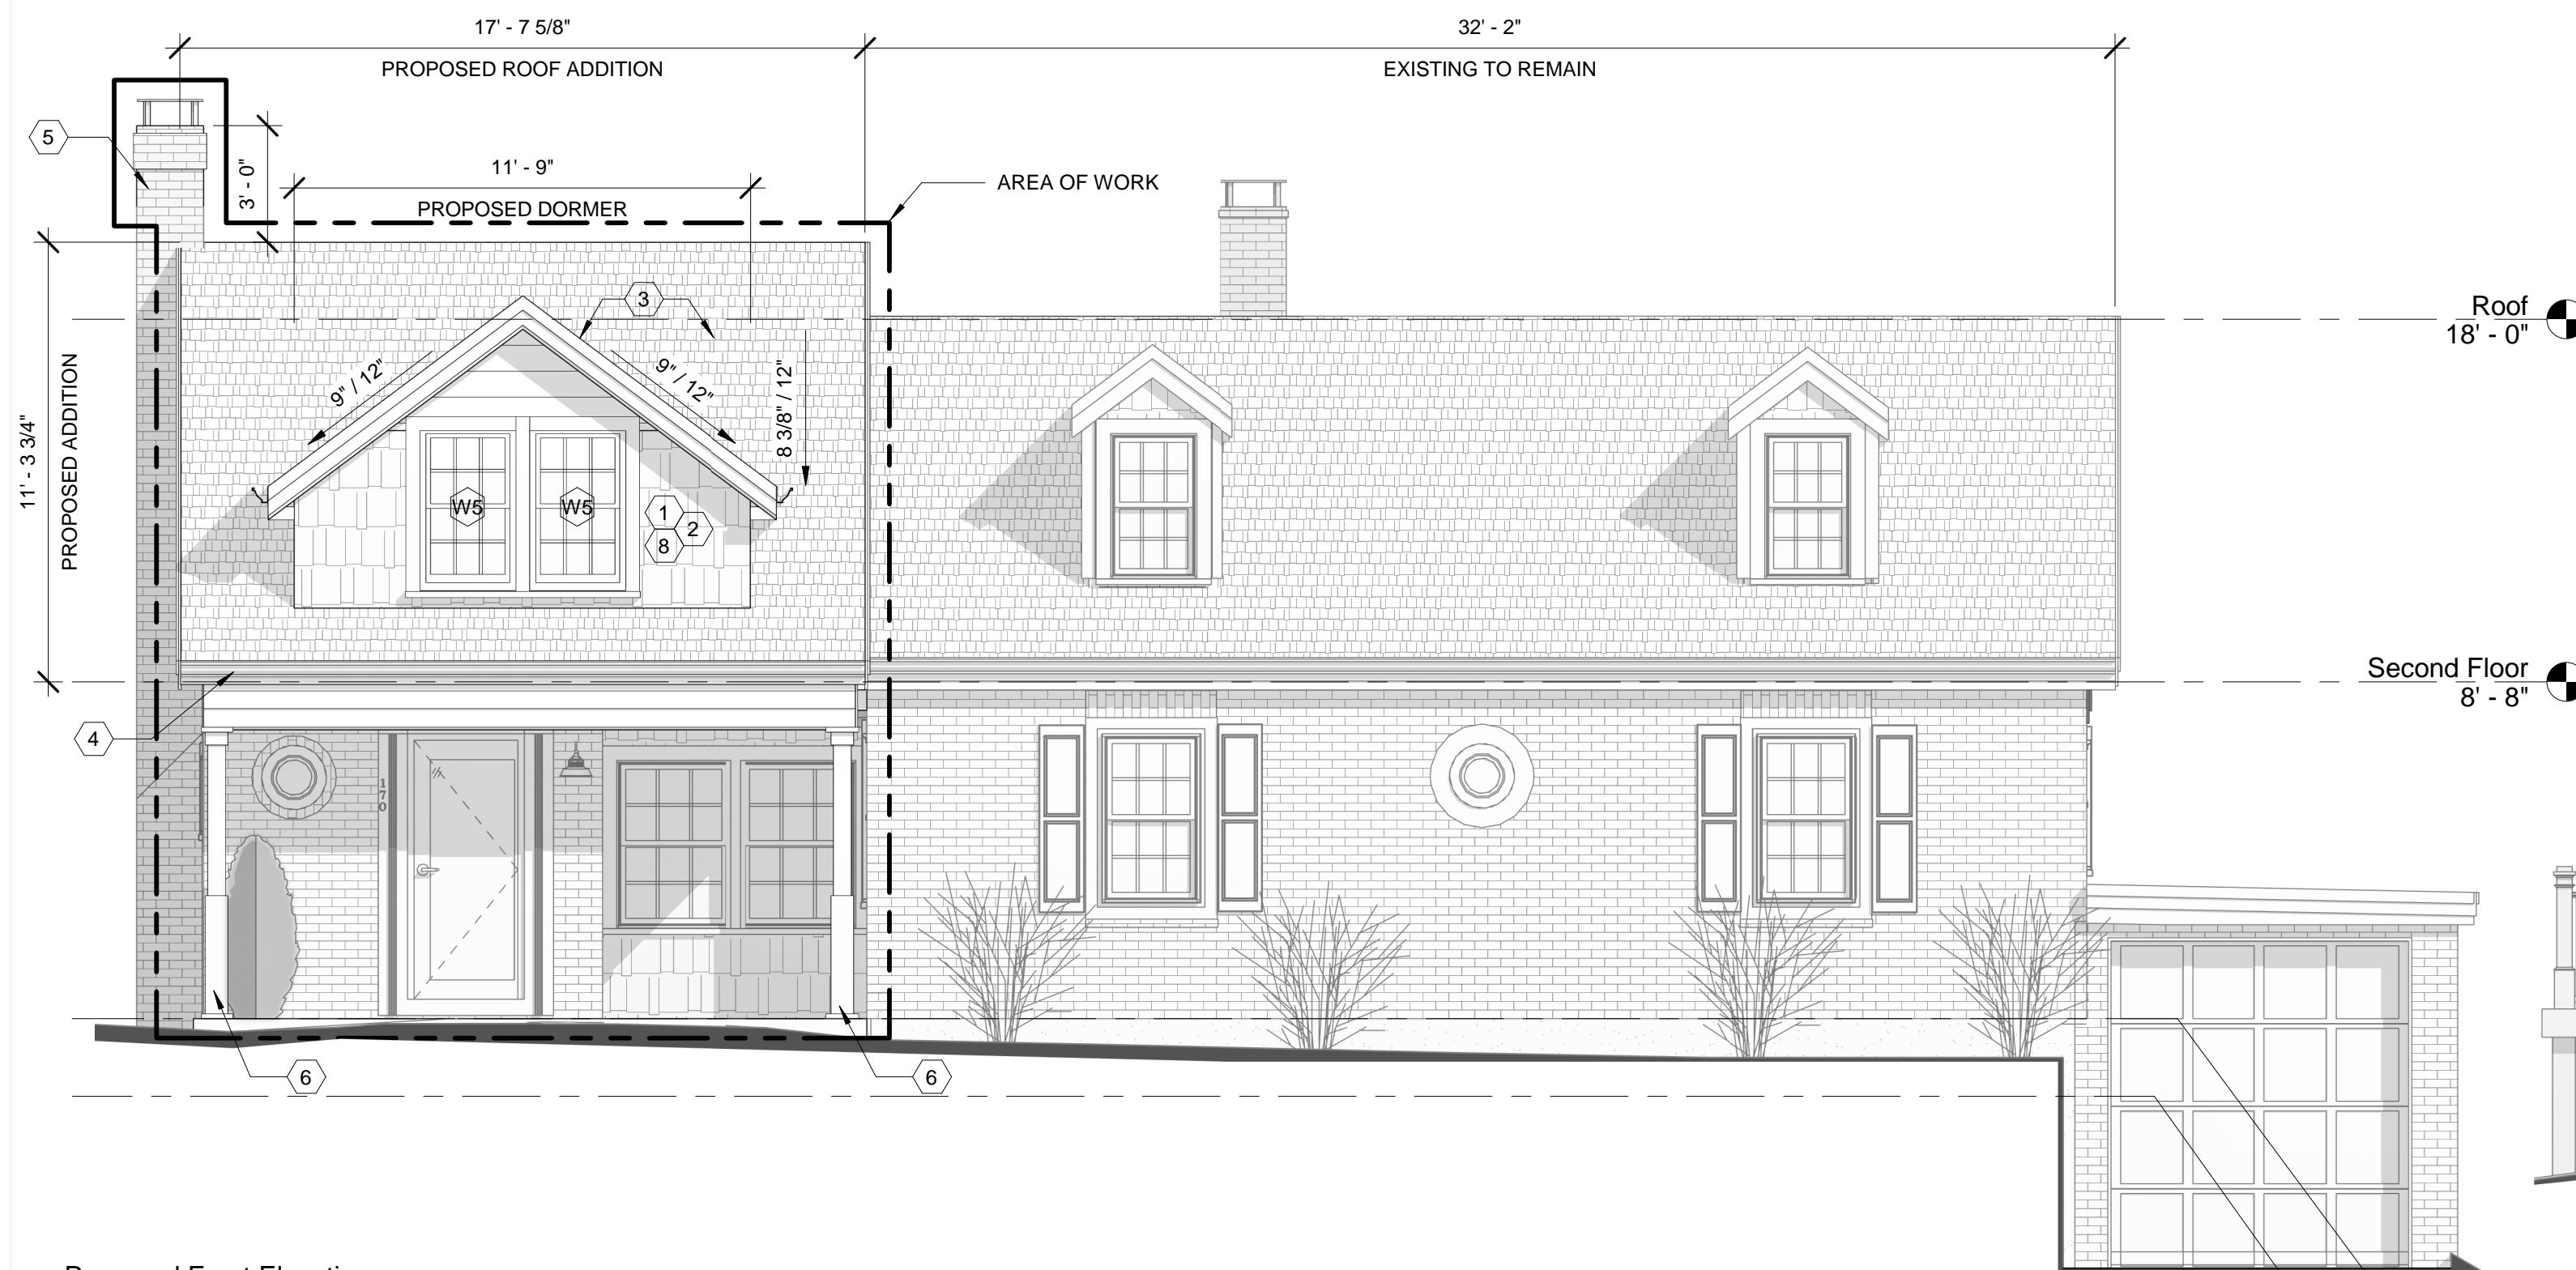 17' - 7 5/8"
32' - 2"
PROPOSED ROOF ADDITION
EXISTING TO REMAIN
5
3' - 0"
11' - 9"
PROPOSED DORMER
AREA OF WORK
3
9" / 12"
9" / 12"
8 3/8" / 12"
Roof
18' - 0"
11' - 3 3/4"
PROPOSED ADDITION
W5
W5
1
2
8
Second Floor
8' - 8"
4
170
6
6